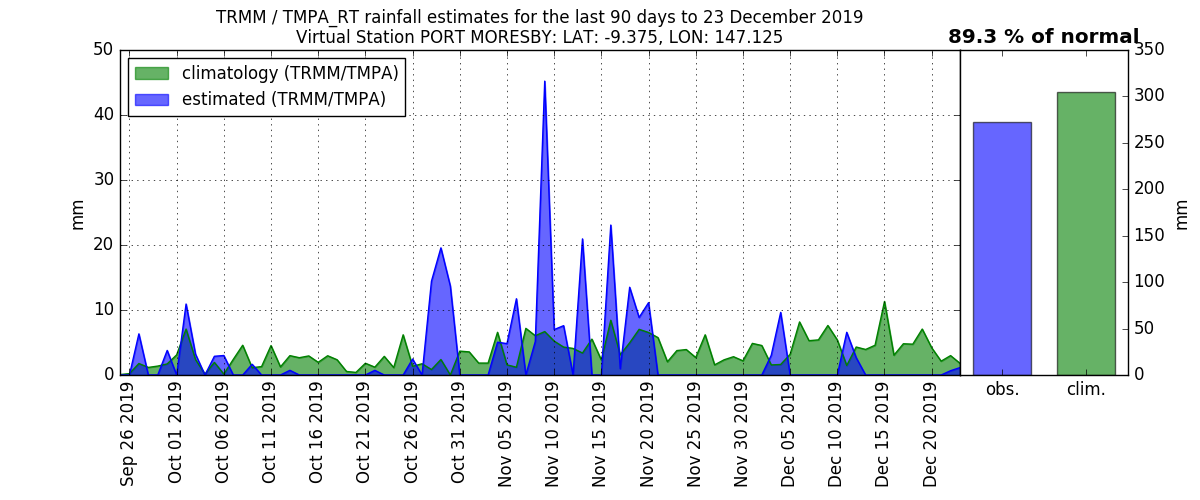 TRMM / TMPA_RT rainfall estimates for the last 90 days to 23 December 2019
Virtual Station PORT MORESBY: LAT: -9.375, LON: 147.125
89.3 % of normal
climatology (TRMM/TMPA)
estimated (TRMM/TMPA)
50
40
30
20
10
0
mm
Sep 26 2019
Oct 01 2019
Oct 06 2019
Oct 11 2019
Oct 16 2019
Oct 21 2019
Oct 26 2019
Oct 31 2019
Nov 05 2019
Nov 10 2019
Nov 15 2019
Nov 20 2019
Nov 25 2019
Nov 30 2019
Dec 05 2019
Dec 10 2019
Dec 15 2019
Dec 20 2019
obs.
clim.
350
300
250
200
150
100
50
0
mm